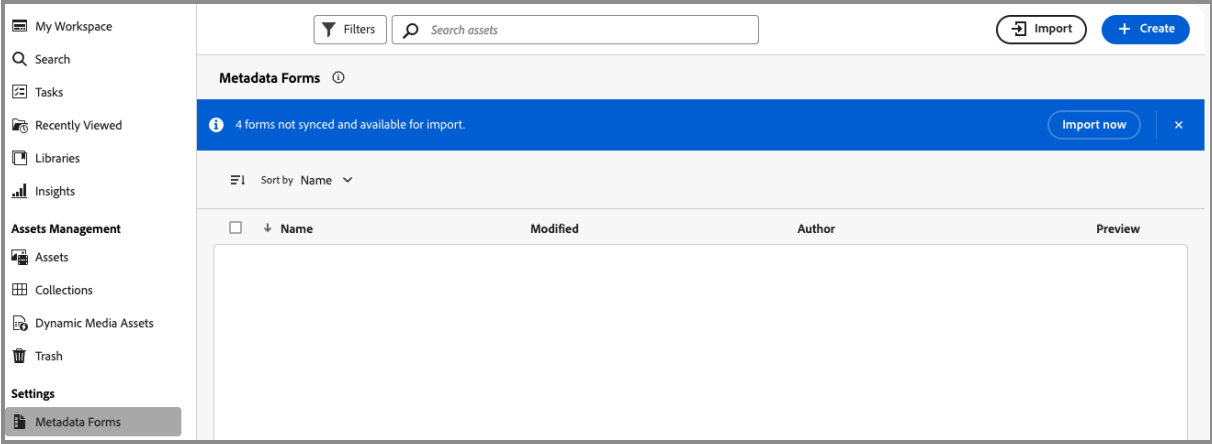 My Workspace
Search
Tasks
Recently Viewed
Libraries
Insights
Assets Management
Assets
Collections
Dynamic Media Assets
Trash
Settings
Metadata Forms
Filters
Search assets
Import
Create
Metadata Forms
4 forms not synced and available for import.
Import now
Sort by Name
Name Modified Author Preview